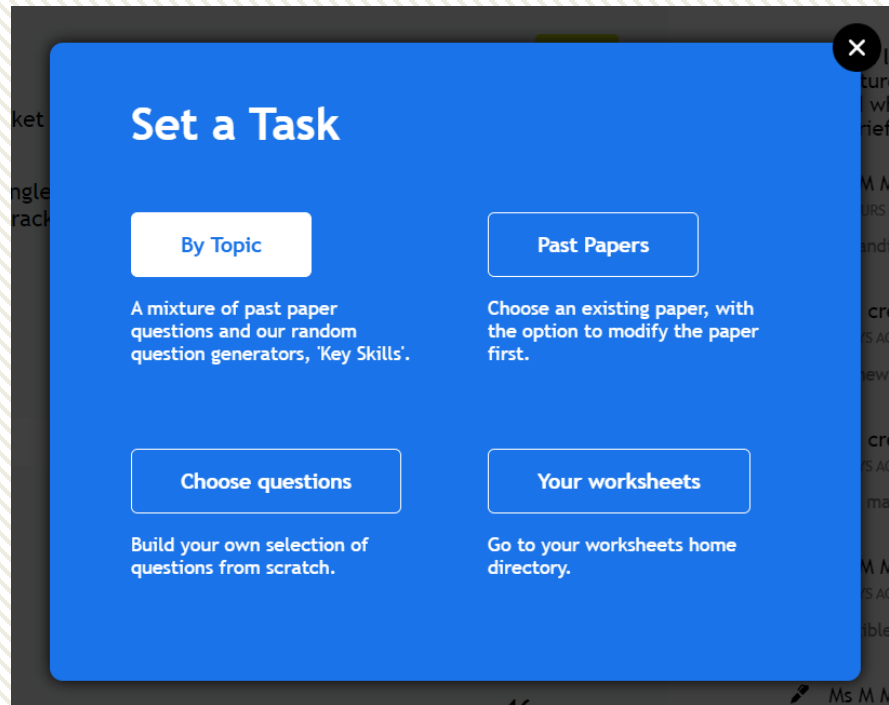 Set a Task
By Topic
Past Papers
A mixture of past paper
questions and our random
question generators, 'Key Skills'.
Choose an existing paper, with
the option to modify the paper
first.
Choose questions
Your worksheets
Build your own selection of
questions from scratch.
Go to your worksheets home
directory.
Ms M